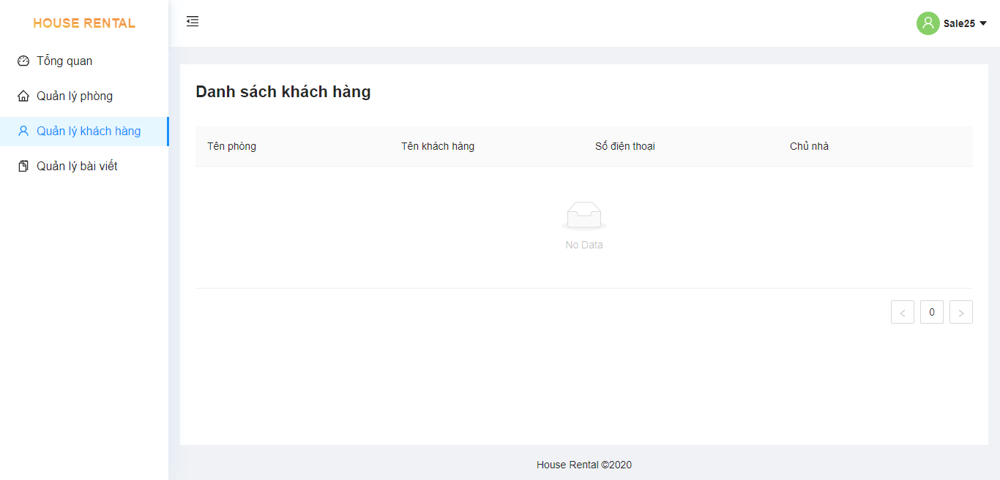 HOUSE RENTAL
Tổng quan
Quản lý phòng
Quản lý khách hàng
Quản lý bài viết
Sale25
Danh sách khách hàng
Tên phòng Tên khách hàng Số điện thoại Chủ nhà
No Data
< 0 >
House Rental ©2020